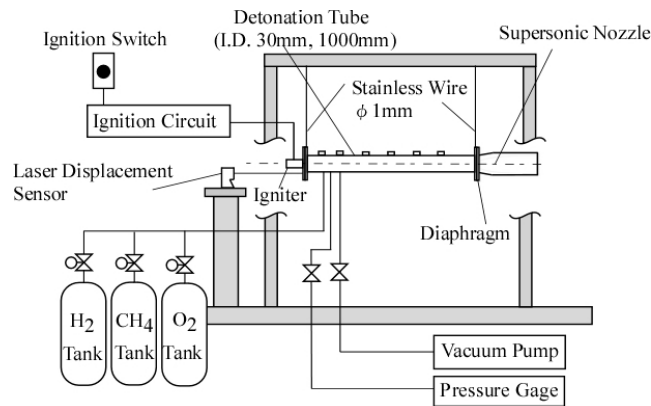 Detonation Tube
(I.D. 30mm, 1000mm)
Supersonic Nozzle
Ignition Switch
Stainless Wire
ϕ 1mm
Ignition Circuit
Laser Displacement
Sensor
Igniter
Diaphragm
H2
Tank
CH4
Tank
O2
Tank
Vacuum Pump
Pressure Gage